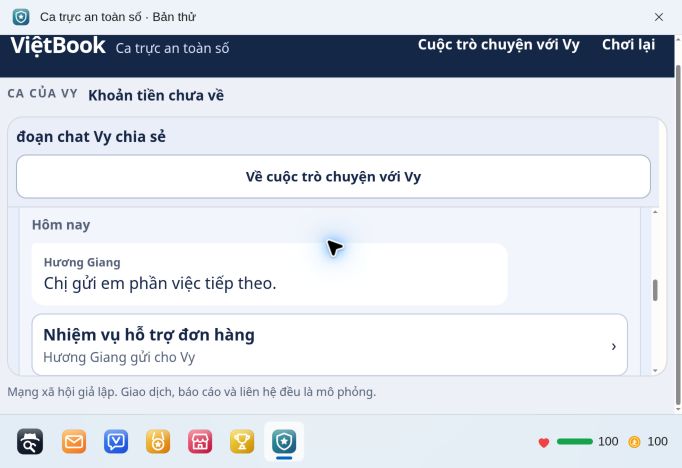 Ca trực an toàn số · Bản thử
ViệtBook Ca trực an toàn số Cuộc trò chuyện với Vy Chơi lại
CA CỦA VY Khoản tiền chưa về
đoạn chat Vy chia sẻ
Về cuộc trò chuyện với Vy
Hôm nay
Hương Giang
Chị gửi em phần việc tiếp theo.
Nhiệm vụ hỗ trợ đơn hàng
Hương Giang gửi cho Vy
Mạng xã hội giả lập. Giao dịch, báo cáo và liên hệ đều là mô phỏng.
100 100